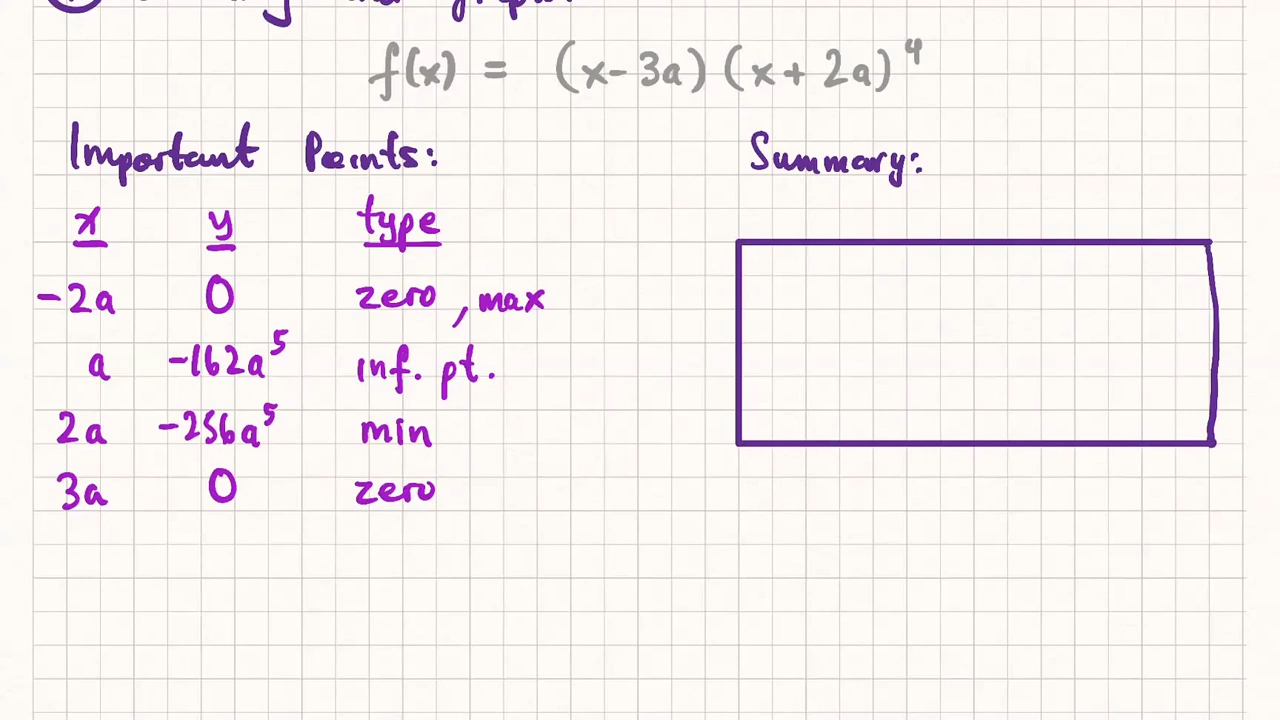 f(x) = (x-3a)(x+2a)⁴
Important Points:
Summary:
x y type
-2a 0 zero, max
a -162a⁵ inf. pt.
2a -256a⁵ min
3a 0 zero